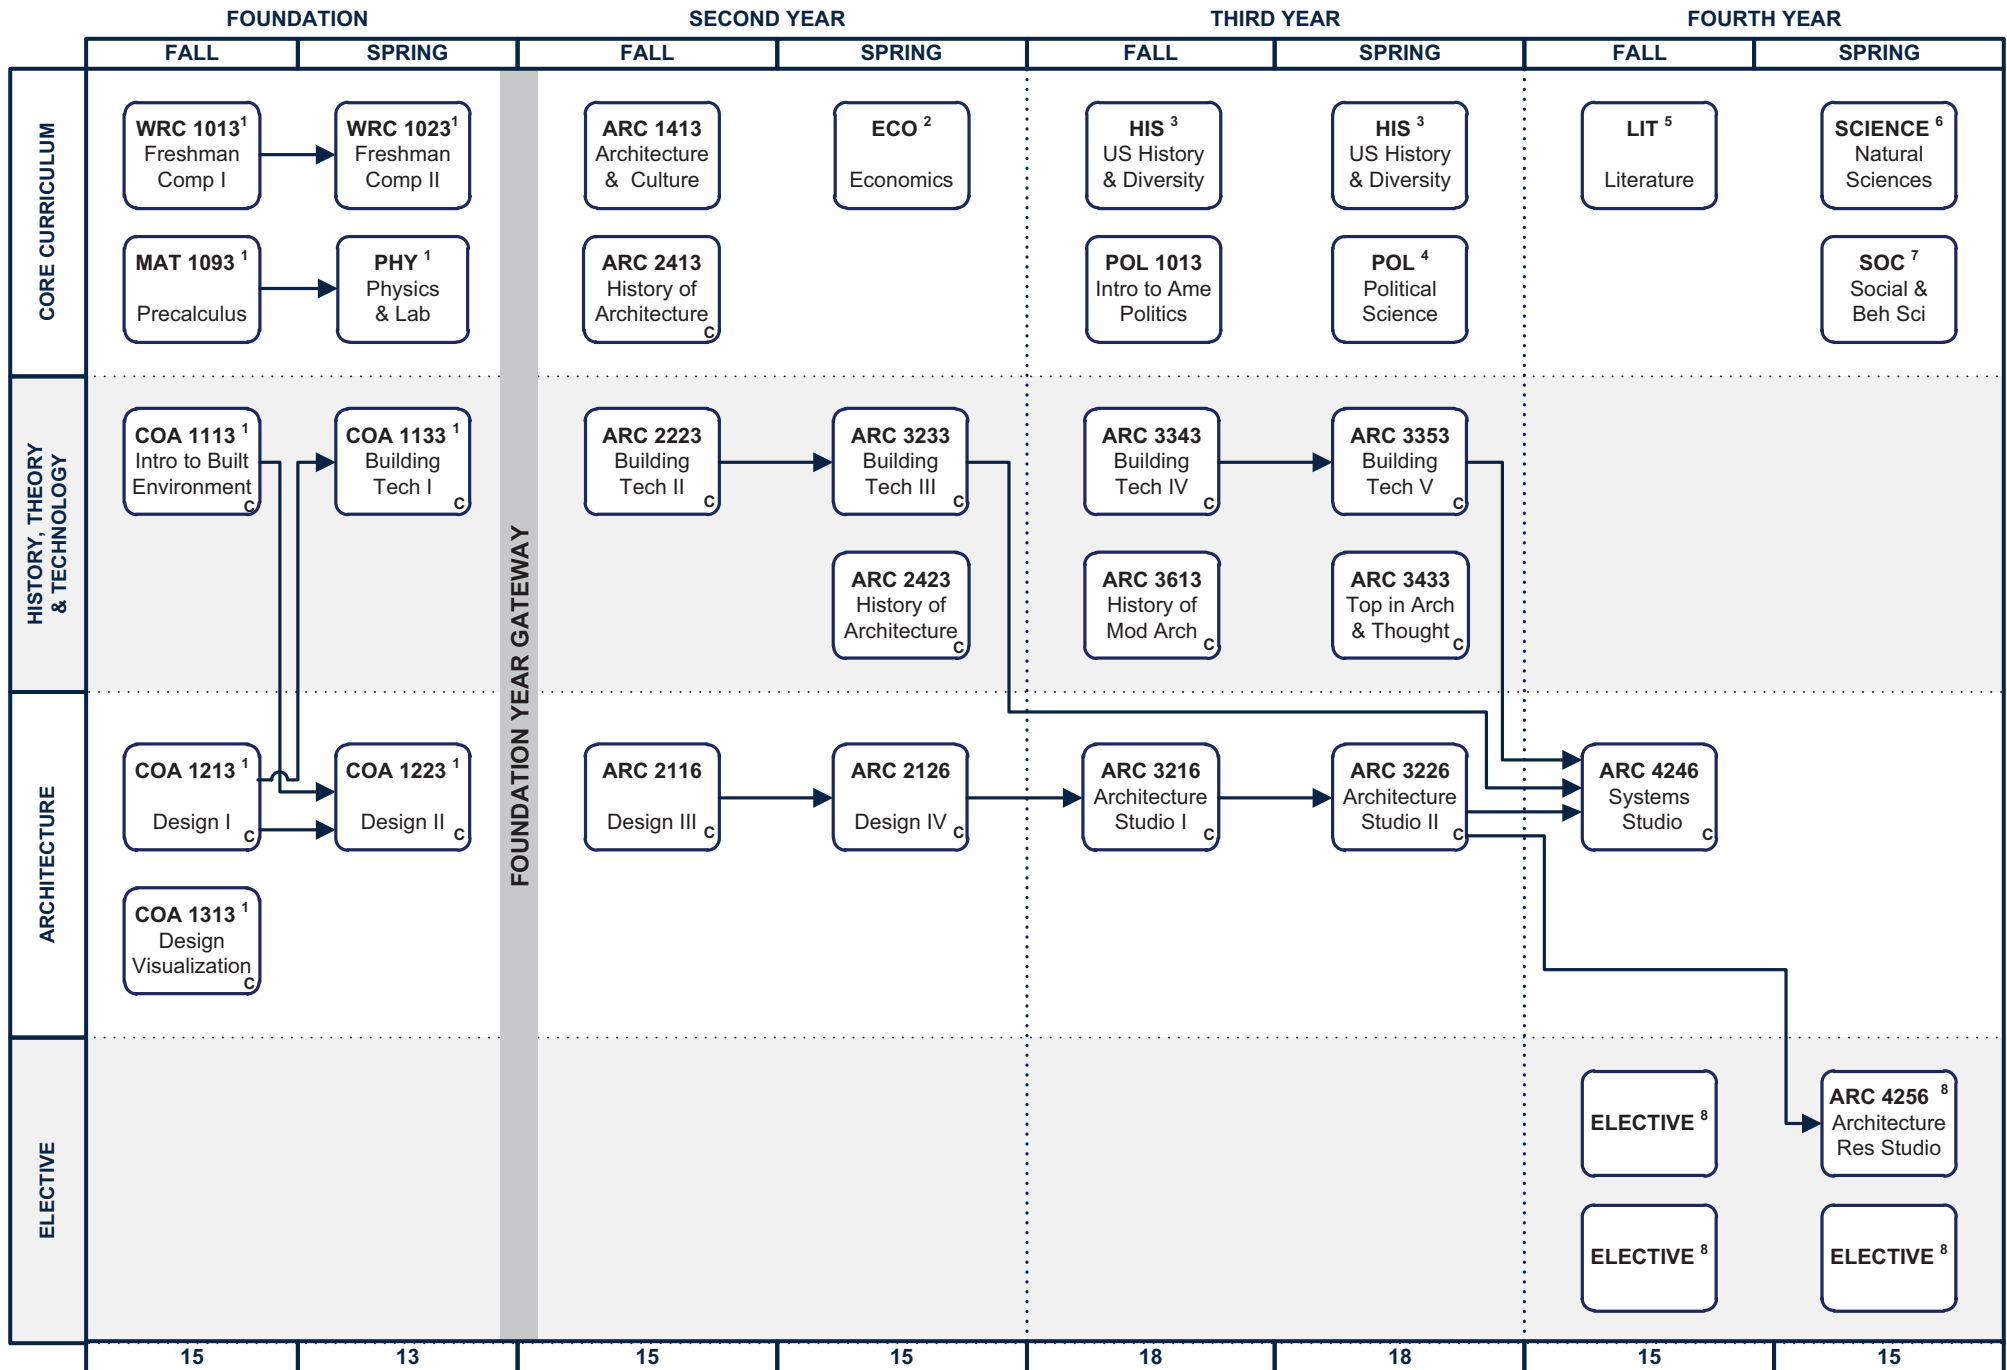 FOUNDATION SECOND YEAR THIRD YEAR FOURTH YEAR
FALL SPRING FALL SPRING FALL SPRING FALL SPRING
CORE CURRICULUM
WRC 1013 1
Freshman
Comp I
WRC 1023 1
Freshman
Comp II
ARC 1413
Architecture
& Culture
ECO 2
Economics
HIS 3
US History
& Diversity
HIS 3
US History
& Diversity
LIT 5
Literature
SCIENCE 6
Natural
Sciences
MAT 1093 1
Precalculus
PHY 1
Physics
& Lab
ARC 2413
History of
Architecture
C
POL 1013
Intro to Ame
Politics
POL 4
Political
Science
SOC 7
Social &
Beh Sci
HISTORY, THEORY
& TECHNOLOGY
COA 1113 1
Intro to Built
Environment
C
COA 1133 1
Building
Tech I
C
FOUNDATION YEAR GATEWAY
ARC 2223
Building
Tech II
C
ARC 3233
Building
Tech III
C
ARC 3343
Building
Tech IV
C
ARC 3353
Building
Tech V
C
ARC 2423
History of
Architecture
C
ARC 3613
History of
Mod Arch
C
ARC 3433
Top in Arch
& Thought
C
ARCHITECTURE
COA 1213 1
Design I
C
COA 1223 1
Design II
C
ARC 2116
Design III
C
ARC 2126
Design IV
C
ARC 3216
Architecture
Studio I
C
ARC 3226
Architecture
Studio II
C
ARC 4246
Systems
Studio
C
COA 1313 1
Design
Visualization
C
ELECTIVE
ELECTIVE 8
ARC 4256 8
Architecture
Res Studio
ELECTIVE 8
ELECTIVE 8
15 13 15 15 18 18 15 15